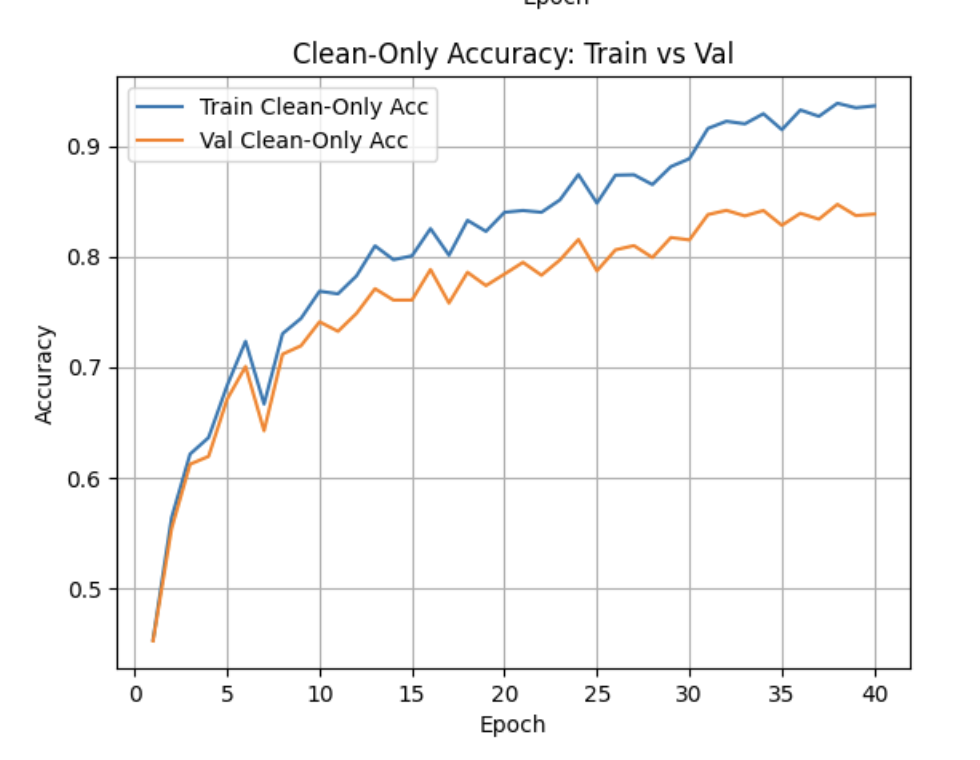 Epoch
Clean-Only Accuracy: Train vs Val
Train Clean-Only Acc
Val Clean-Only Acc
0.9
0.8
0.7
0.6
0.5
Accuracy
0 5 10 15 20 25 30 35 40
Epoch